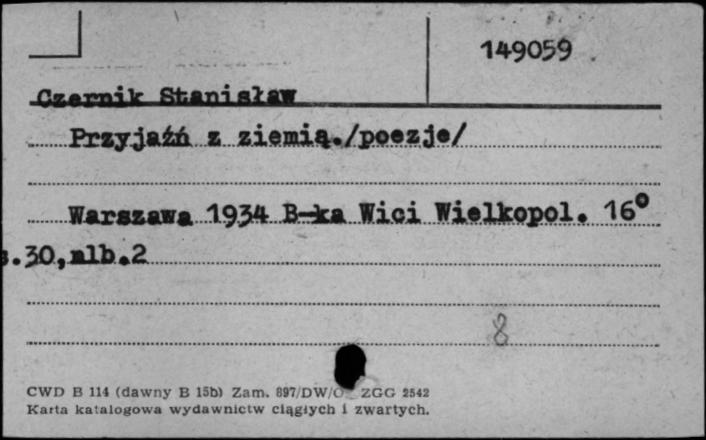 149059
Czernik Stanisław
Przyjaźń z ziemią./poezje/
Warszawa 1934 B-ka Wici Wielkopol. 16°
s.30,nlb.2
8
CWD B 114 (dawny B 15b) Zam. 897/DW/O ZGG 2542
Karta katalogowa wydawnictw ciągłych i zwartych.